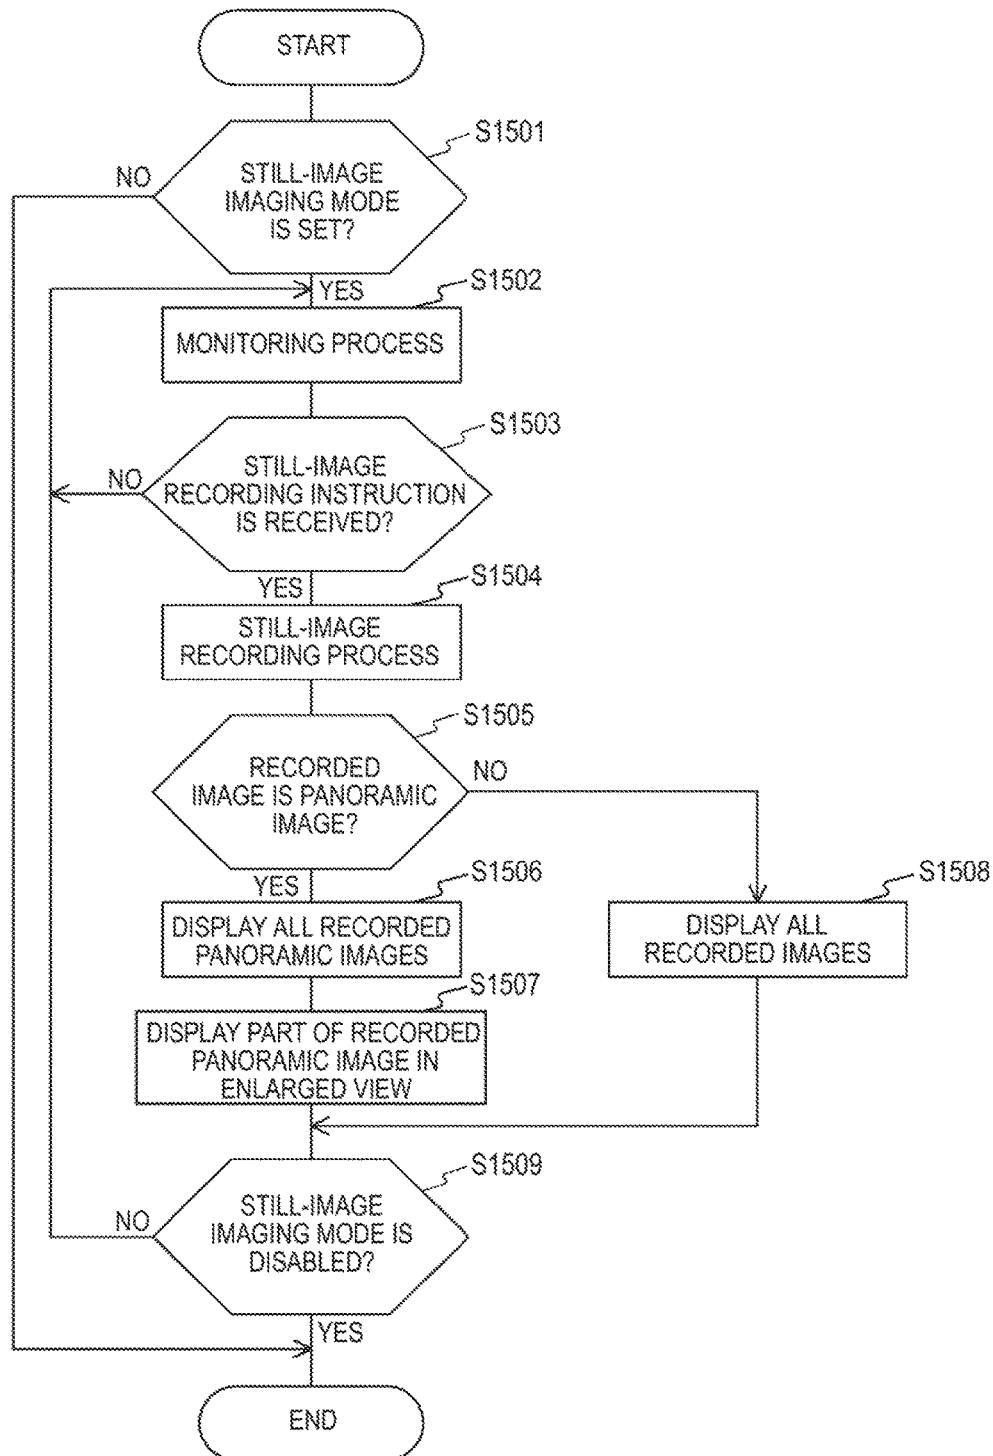 START
S1501
NO
STILL-IMAGE
IMAGING MODE
IS SET?
YES
S1502
MONITORING PROCESS
S1503
NO
STILL-IMAGE
RECORDING INSTRUCTION
IS RECEIVED?
YES
S1504
STILL-IMAGE
RECORDING PROCESS
S1505
RECORDED
IMAGE IS PANORAMIC
IMAGE?
NO
YES
S1506
DISPLAY ALL RECORDED
PANORAMIC IMAGES
S1508
DISPLAY ALL
RECORDED IMAGES
S1507
DISPLAY PART OF RECORDED
PANORAMIC IMAGE IN
ENLARGED VIEW
S1509
NO
STILL-IMAGE
IMAGING MODE IS
DISABLED?
YES
END